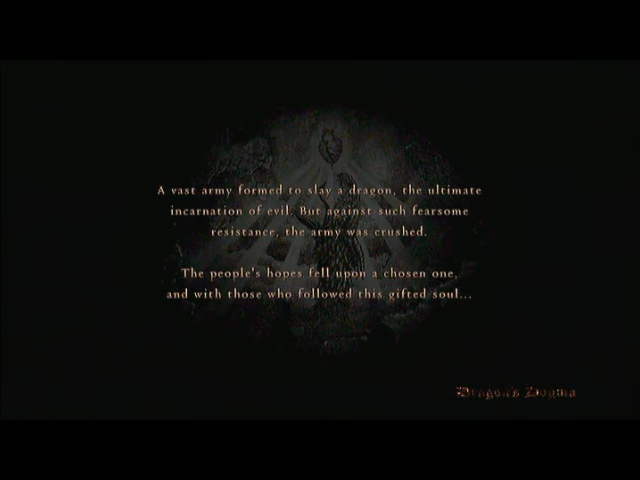 A vast army formed to slay a dragon, the ultimate
incarnation of evil. But against such fearsome
resistance, the army was crushed.
The people's hopes fell upon a chosen one,
and with those who followed this gifted soul...
Dragon's Dogma